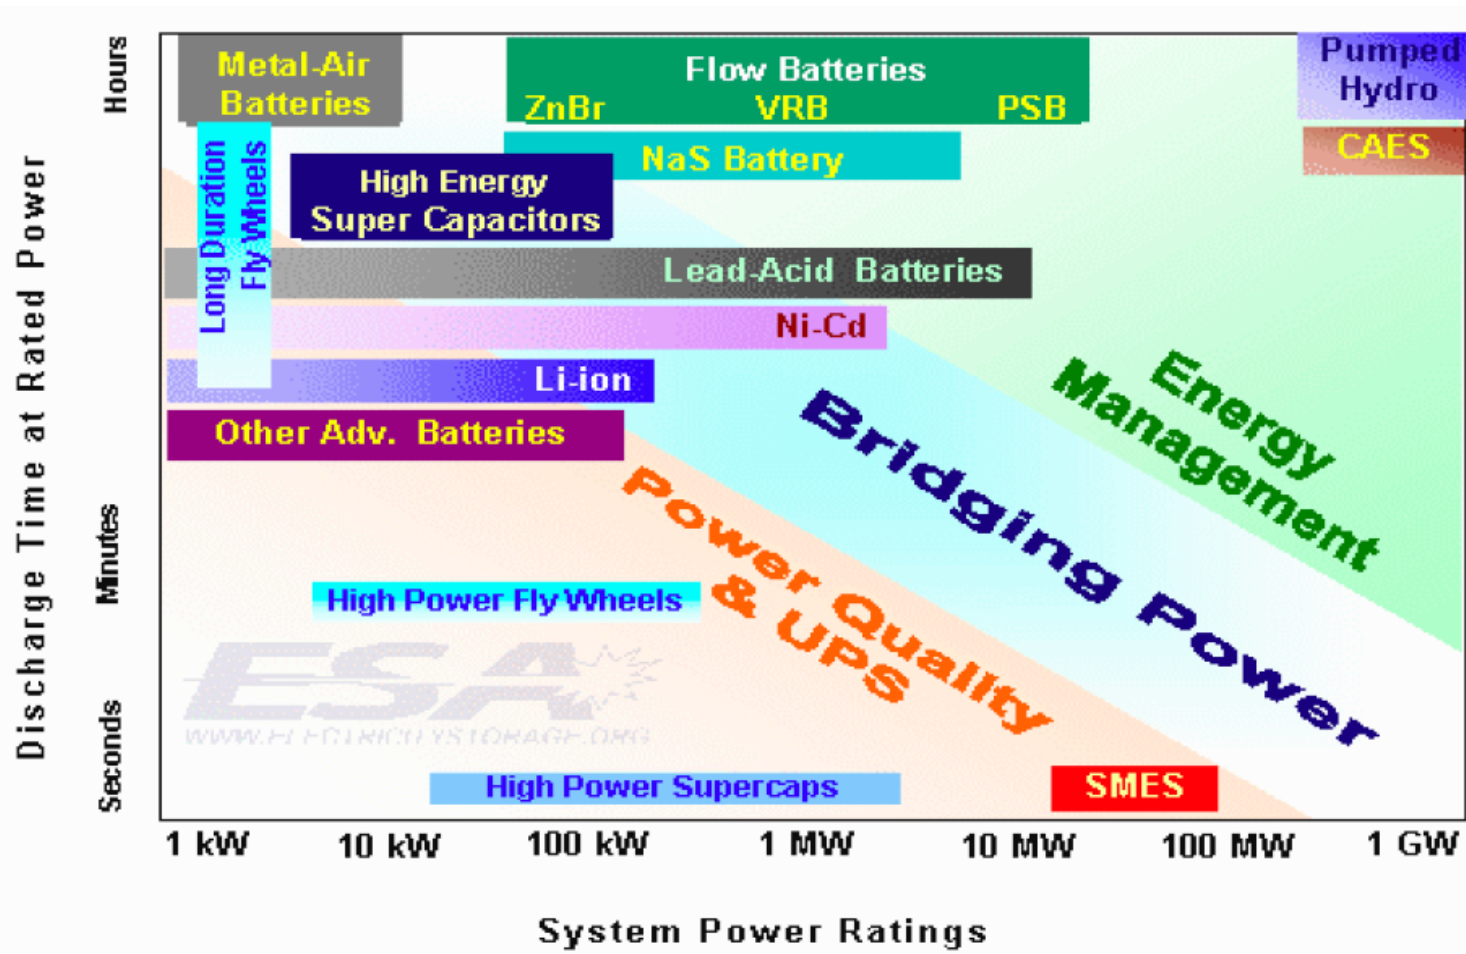 Hours
Metal-Air
Batteries
Flow Batteries
ZnBr VRB PSB
Pumped
Hydro
CAES
NaS Battery
Long Duration
Fly Wheels
High Energy
Super Capacitors
Lead-Acid Batteries
Ni-Cd
Li-ion
Other Adv. Batteries
Energy
Management
Bridging Power
Power Quality
& UPS
Discharge Time at Rated Power
Minutes
High Power Fly Wheels
ESA
WWW.ELECTRICITYSTORAGE.ORG
Seconds
High Power Supercaps
SMES
1 kW 10 kW 100 kW 1 MW 10 MW 100 MW 1 GW
System Power Ratings